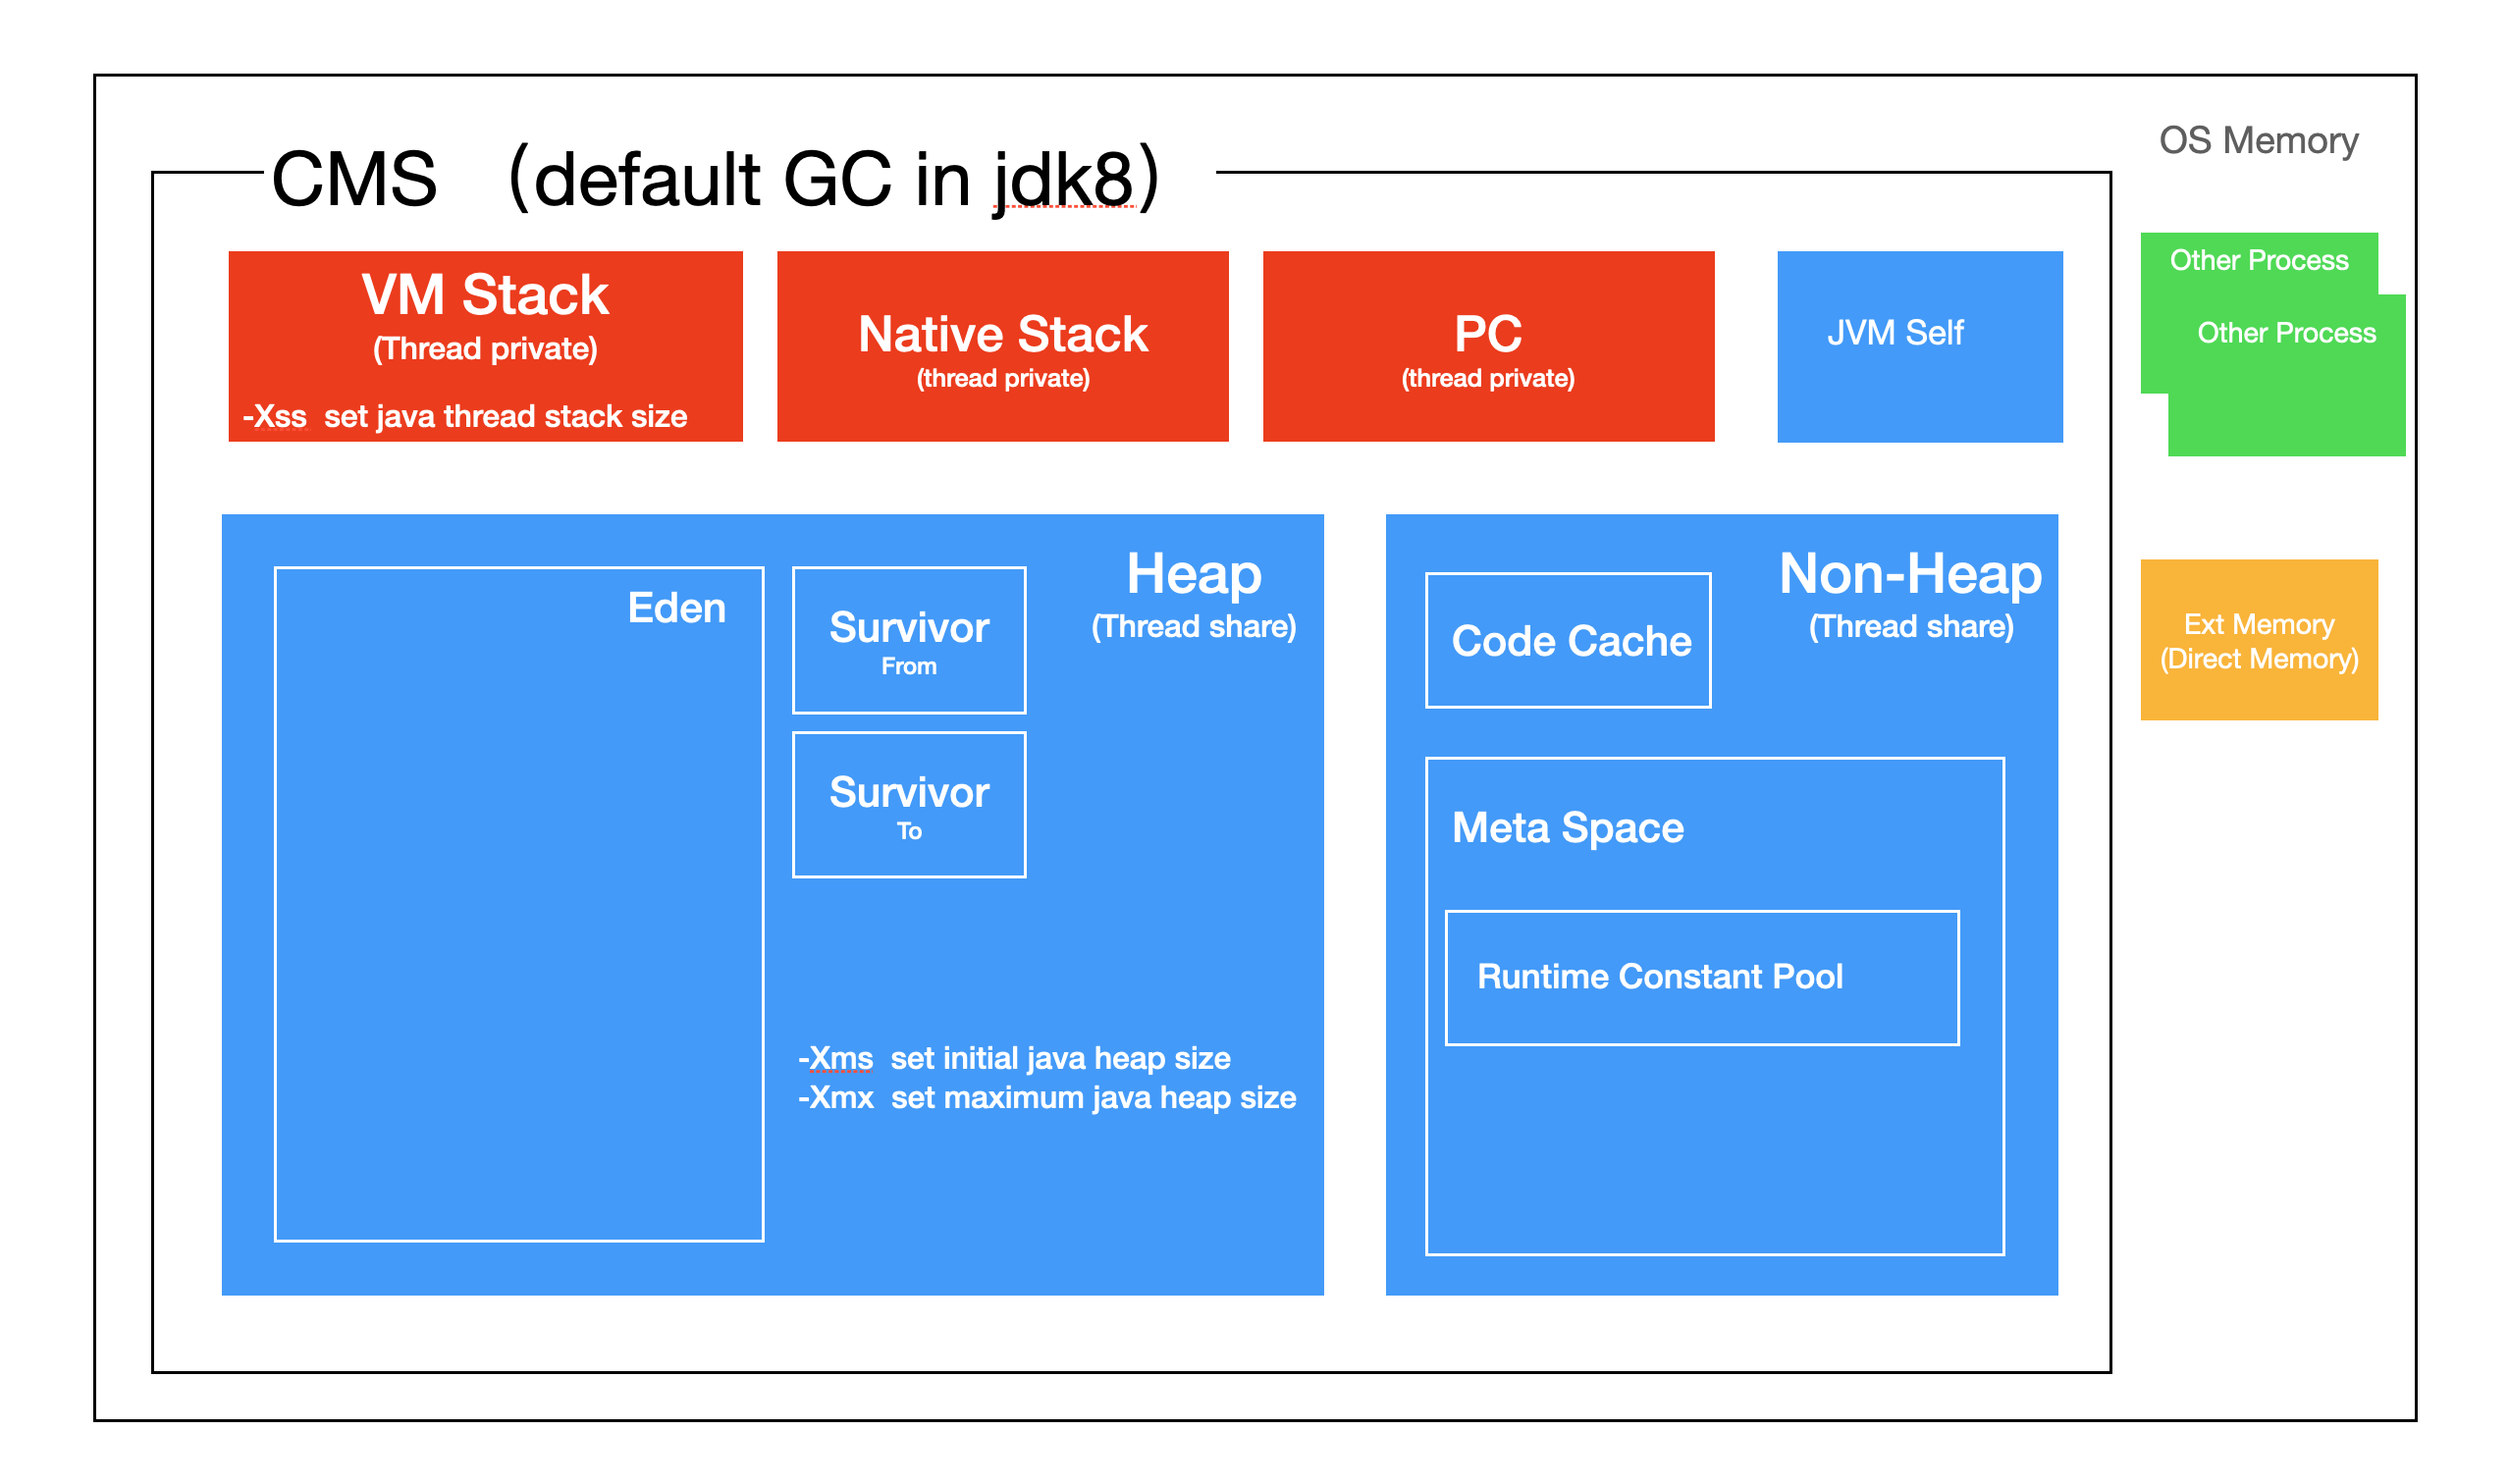 OS Memory
CMS (default GC in jdk8)
VM Stack
(Thread private)
-Xss set java thread stack size
Native Stack
(thread private)
PC
(thread private)
JVM Self
Other Process
Other Process
Heap
(Thread share)
Eden
Survivor
From
Survivor
To
-Xms set initial java heap size
-Xmx set maximum java heap size
Non-Heap
(Thread share)
Code Cache
Meta Space
Runtime Constant Pool
Ext Memory
(Direct Memory)